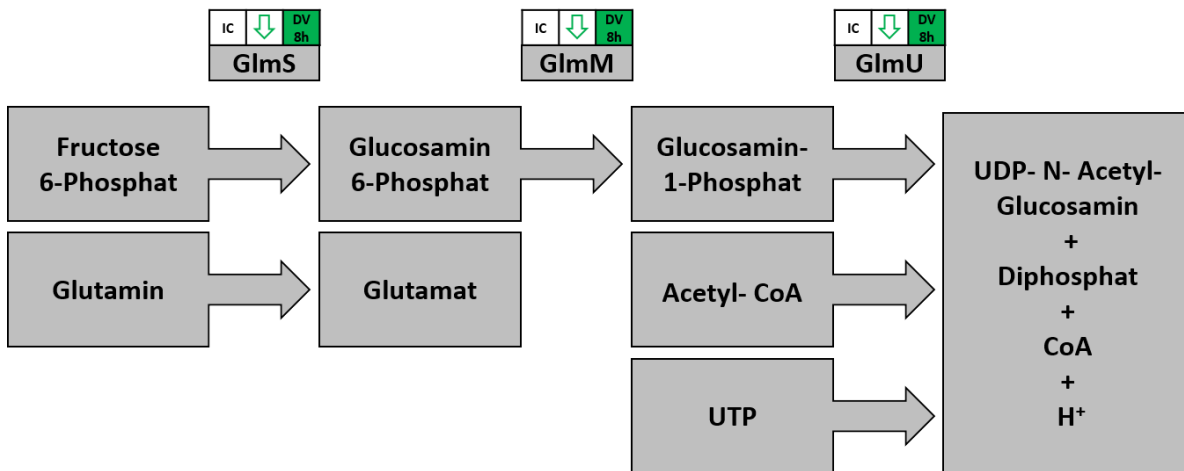 IC
DV
8h
GlmS
IC
DV
8h
GlmM
IC
DV
8h
GlmU
Fructose
6-Phosphat
Glucosamin
6-Phosphat
Glucosamin-
1-Phosphat
Glutamin
Glutamat
Acetyl- CoA
UTP
UDP- N- Acetyl-
Glucosamin
+
Diphosphat
+
CoA
+
H⁺